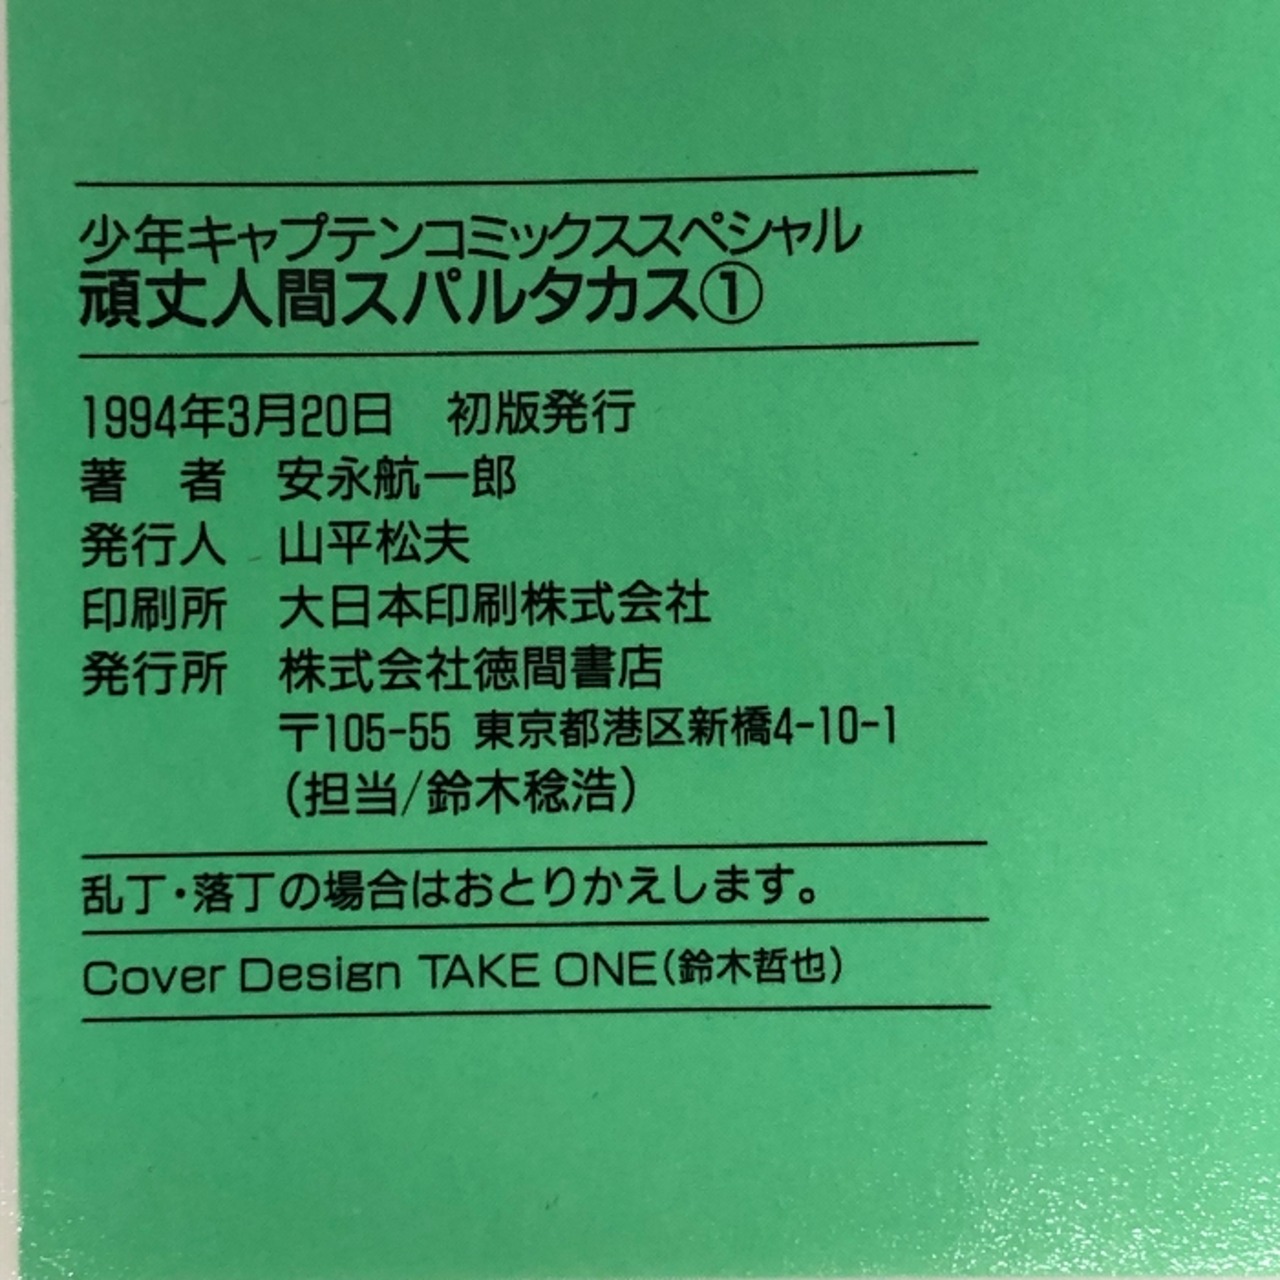 少年キャプテンコミックススペシャル
頑丈人間スパルタカス①
1994年3月20日　初版発行
著　者　安永航一郎
発行人　山平松夫
印刷所　大日本印刷株式会社
発行所　株式会社徳間書店
〒105-55 東京都港区新橋4-10-1
(担当/鈴木稔浩)
乱丁・落丁の場合はおとりかえします。
Cover Design TAKE ONE(鈴木哲也)